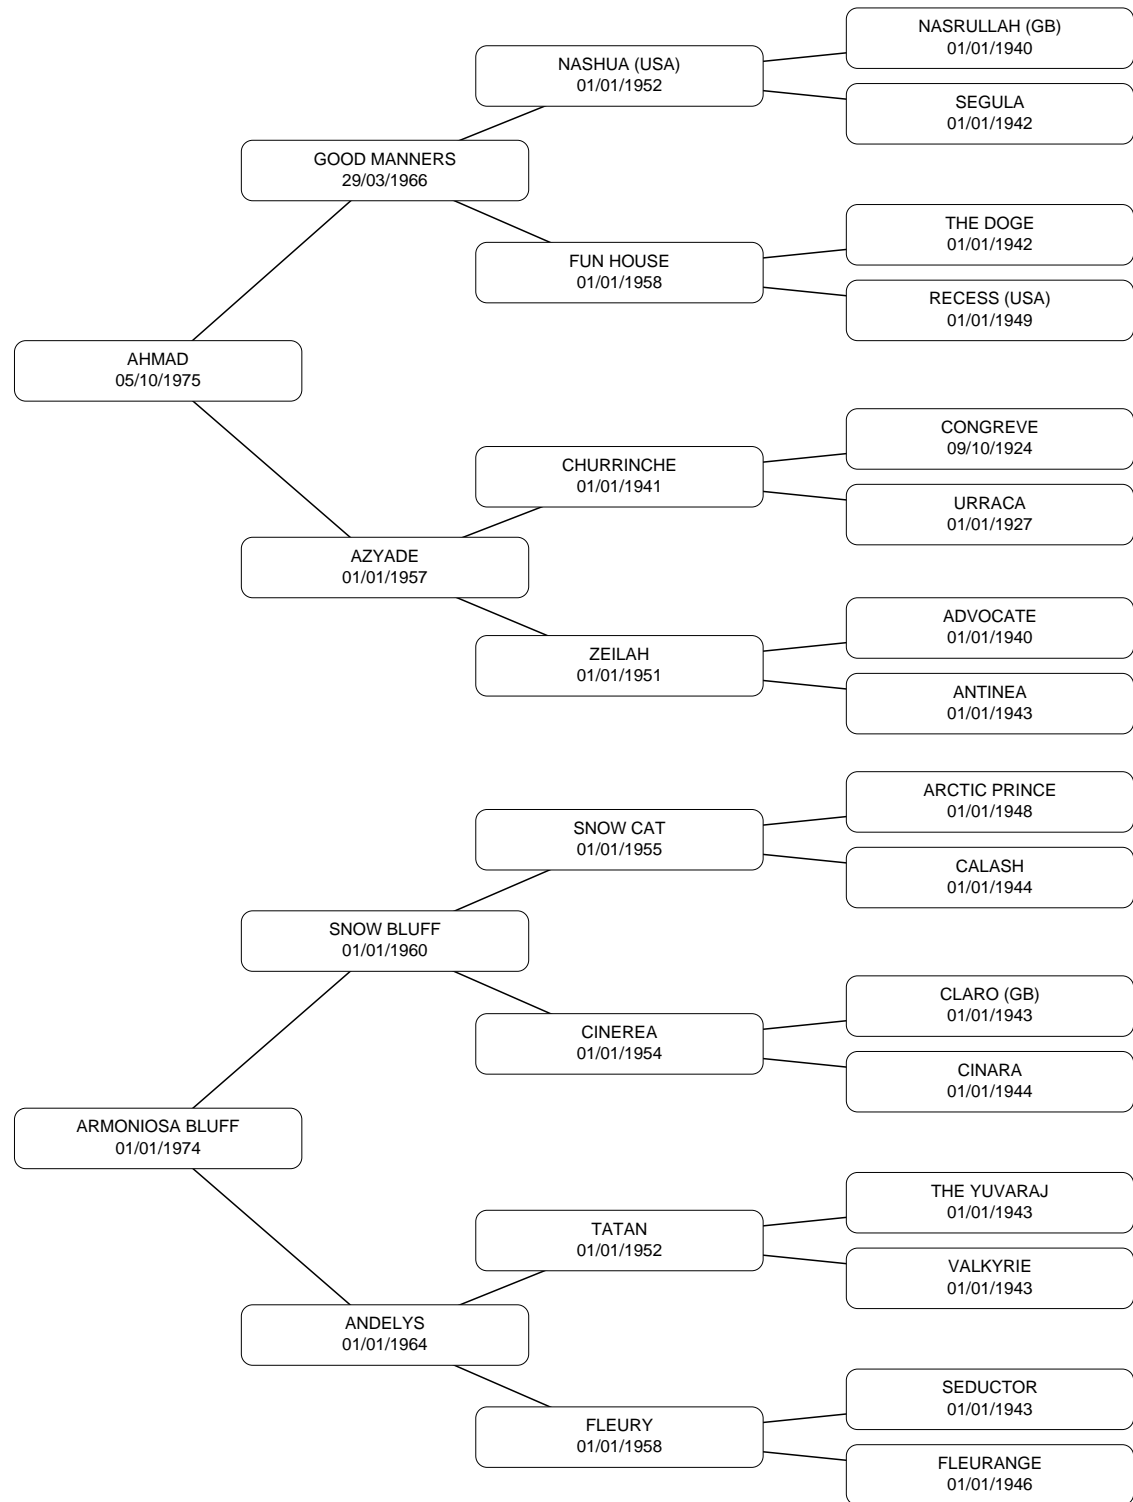 NASRULLAH (GB)
01/01/1940
NASHUA (USA)
01/01/1952
SEGULA
01/01/1942
GOOD MANNERS
29/03/1966
THE DOGE
01/01/1942
FUN HOUSE
01/01/1958
RECESS (USA)
01/01/1949
AHMAD
05/10/1975
CONGREVE
09/10/1924
CHURRINCHE
01/01/1941
URRACA
01/01/1927
AZYADE
01/01/1957
ADVOCATE
01/01/1940
ZEILAH
01/01/1951
ANTINEA
01/01/1943
ARCTIC PRINCE
01/01/1948
SNOW CAT
01/01/1955
CALASH
01/01/1944
SNOW BLUFF
01/01/1960
CLARO (GB)
01/01/1943
CINEREA
01/01/1954
CINARA
01/01/1944
ARMONIOSA BLUFF
01/01/1974
THE YUVARAJ
01/01/1943
TATAN
01/01/1952
VALKYRIE
01/01/1943
ANDELYS
01/01/1964
SEDUCTOR
01/01/1943
FLEURY
01/01/1958
FLEURANGE
01/01/1946